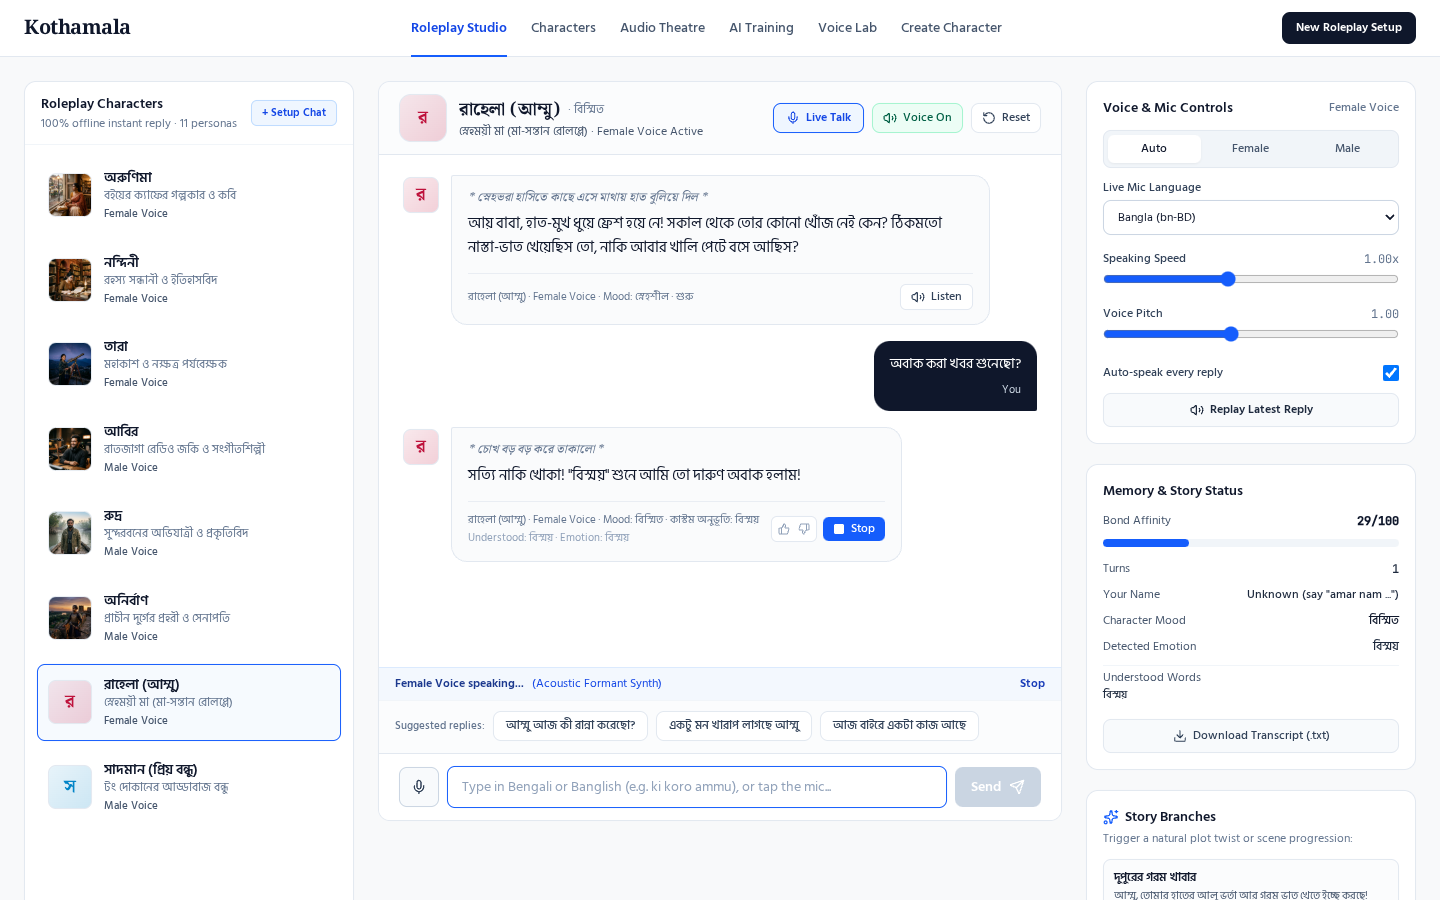 Kothamala
Roleplay Studio
Characters
Audio Theatre
AI Training
Voice Lab
Create Character
New Roleplay Setup
Roleplay Characters
100% offline instant reply · 11 personas
+ Setup Chat
অরুণিমা
বইয়ের ক্যাফের গল্পকার ও কবি
Female Voice
নন্দিনী
রহস্য সন্ধানী ও ইতিহাসবিদ
Female Voice
তারা
মহাকাশ ও নক্ষত্র পর্যবেক্ষক
Female Voice
আবির
রাতজাগা রেডিও জকি ও সংগীতশিল্পী
Male Voice
রুদ্র
সুন্দরবনের অভিযাত্রী ও প্রকৃতিবিদ
Male Voice
অনির্বাণ
প্রাচীন দুর্গের প্রহরী ও সেনাপতি
Male Voice
র
রাহেলা (আম্মু)
স্নেহময়ী মা (মা-সন্তান রোলপ্লে)
Female Voice
স
সাদমান (প্রিয় বন্ধু)
টং দোকানের আড্ডাবাজ বন্ধু
Male Voice
র
রাহেলা (আম্মু) · বিস্মিত
স্নেহময়ী মা (মা-সন্তান রোলপ্লে) · Female Voice Active
Live Talk
Voice On
Reset
র
* স্নেহভরা হাসিতে কাছে এসে মাথায় হাত বুলিয়ে দিল *
আয় বাবা, হাত-মুখ ধুয়ে ফ্রেশ হয়ে নে! সকাল থেকে তোর কোনো খোঁজ নেই কেন? ঠিকমতো
নাস্তা-ভাত খেয়েছিস তো, নাকি আবার খালি পেটে বসে আছিস?
রাহেলা (আম্মু) · Female Voice · Mood: স্নেহশীল · শুরু
Listen
অবাক করা খবর শুনেছো?
You
র
* চোখ বড় বড় করে তাকালো *
সত্যি নাকি খোকা! "বিস্ময়" শুনে আমি তো দারুণ অবাক হলাম!
রাহেলা (আম্মু) · Female Voice · Mood: বিস্মিত · কাস্টম অনুভূতি: বিস্ময়
Understood: বিস্ময় · Emotion: বিস্ময়
Stop
Female Voice speaking... (Acoustic Formant Synth)
Stop
Suggested replies:
আম্মু আজ কী রান্না করেছো?
একটু মন খারাপ লাগছে আম্মু
আজ বাইরে একটা কাজ আছে
Type in Bengali or Banglish (e.g. ki koro ammu), or tap the mic...
Send
Voice & Mic Controls
Female Voice
Auto
Female
Male
Live Mic Language
Bangla (bn-BD)
Speaking Speed
1.00x
Voice Pitch
1.00
Auto-speak every reply
Replay Latest Reply
Memory & Story Status
Bond Affinity
29/100
Turns
1
Your Name
Unknown (say "amar nam ...")
Character Mood
বিস্মিত
Detected Emotion
বিস্ময়
Understood Words
বিস্ময়
Download Transcript (.txt)
Story Branches
Trigger a natural plot twist or scene progression:
দুপুরের গরম খাবার
আম্মু, তোমার হাতের আলু ভর্তা আর গরম ভাত খেতে ইচ্ছে করছে!